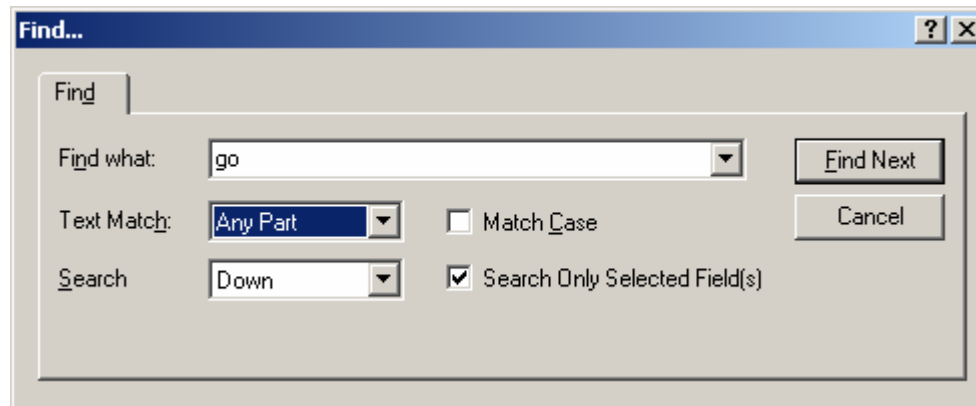 Find...
Find
Find what: go Find Next
Text Match: Any Part Match Case Cancel
Search Down Search Only Selected Field(s)